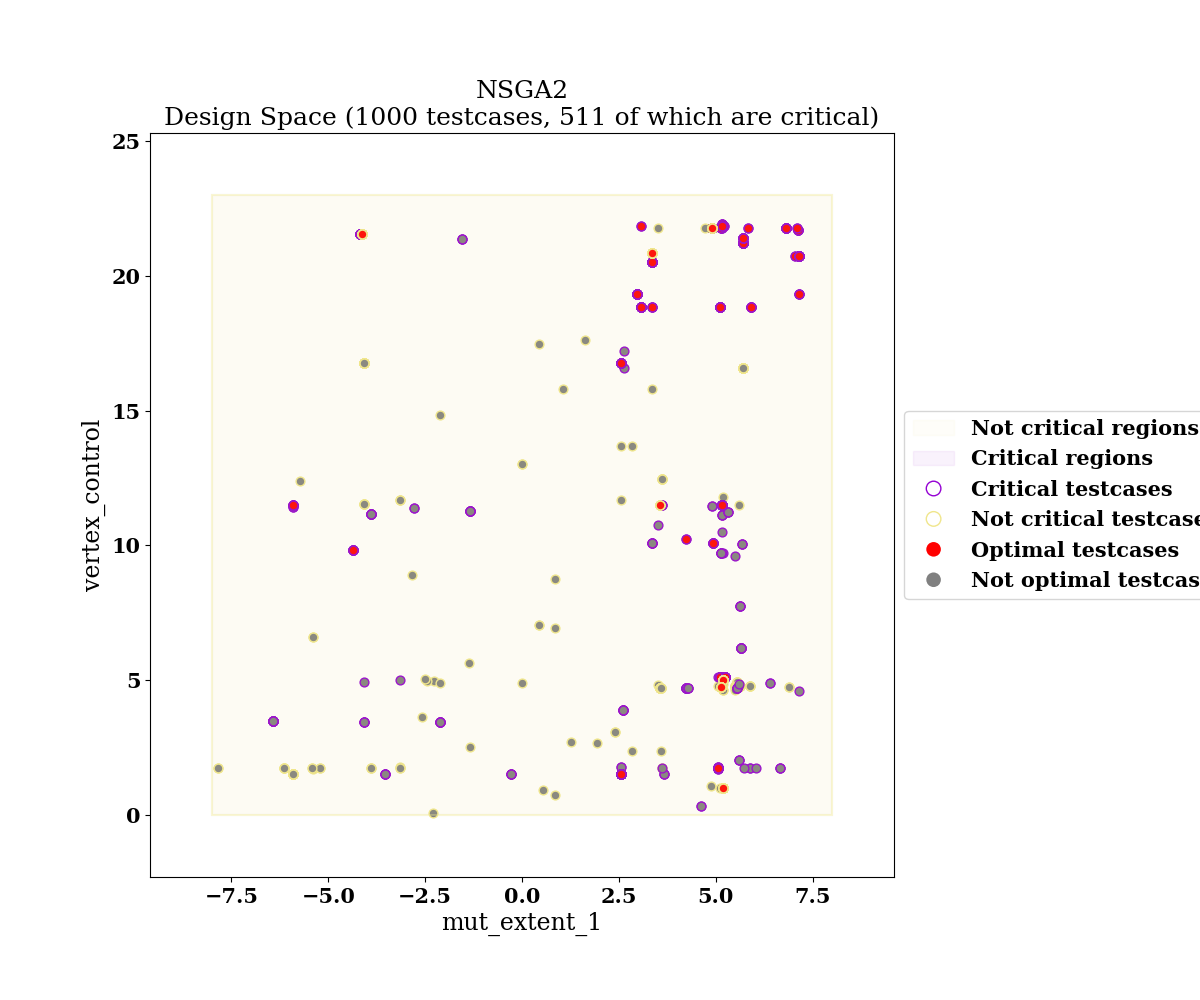 NSGA2
Design Space (1000 testcases, 511 of which are critical)
25
20
15
10
5
0
vertex_control
−7.5
−5.0
−2.5
0.0
2.5
5.0
7.5
mut_extent_1
Not critical regions
Critical regions
Critical testcases
Not critical testcase
Optimal testcases
Not optimal testcas